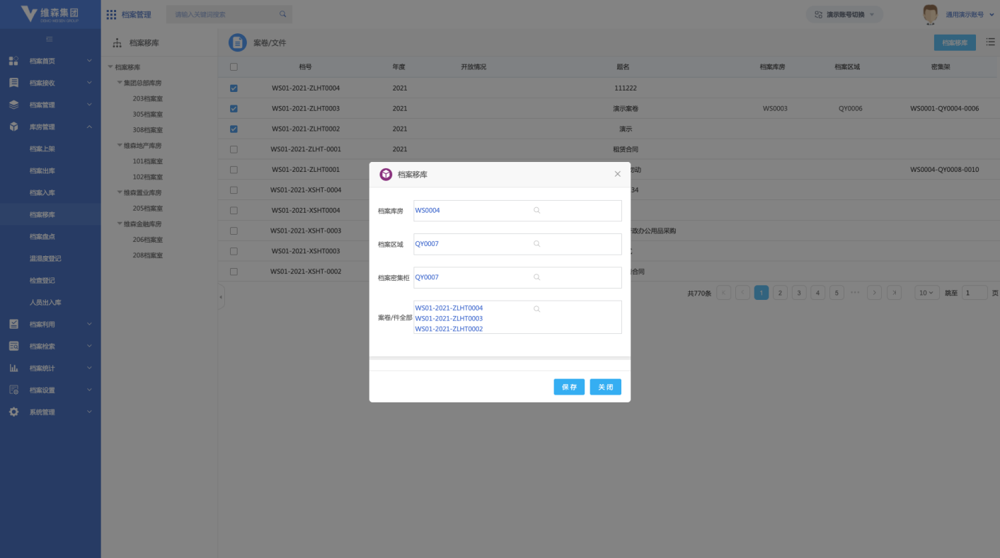 维森集团
DEMO WEISEN GROUP
档案管理
请输入关键词搜索
演示账号切换
通用演示账号
档案首页
档案接收
档案管理
库房管理
档案上架
档案出库
档案入库
档案移库
档案盘点
温湿度登记
检查登记
人员出入库
档案利用
档案检索
档案统计
档案设置
系统管理
档案移库
档案移库
集团总部库房
203档案室
305档案室
308档案室
维森地产库房
101档案室
102档案室
维森置业库房
205档案室
维森金融库房
206档案室
208档案室
案卷/文件
档案移库
档号 年度 开放情况 题名 档案库房 档案区域 密集架
WS01-2021-ZLHT0004 2021 111222
WS01-2021-ZLHT0003 2021 演示案卷 WS0003 QY0006 WS0001-QY0004-0006
WS01-2021-ZLHT0002 2021 演示
WS01-2021-ZLHT-0001 2021 租赁合同
WS01-2021-ZLHT0001 动 WS0004-QY0008-0010
WS01-2021-XSHT-0004 34
WS01-2021-XSHT0004
WS01-2021-XSHT-0003 政办公用品采购
WS01-2021-XSHT0003
WS01-2021-XSHT-0002 合同
共770条 1 2 3 4 5 ··· 10 跳至 1 页
档案移库
档案库房 WS0004
档案区域 QY0007
档案密集柜 QY0007
案卷/件全部 WS01-2021-ZLHT0004
WS01-2021-ZLHT0003
WS01-2021-ZLHT0002
保存 关闭